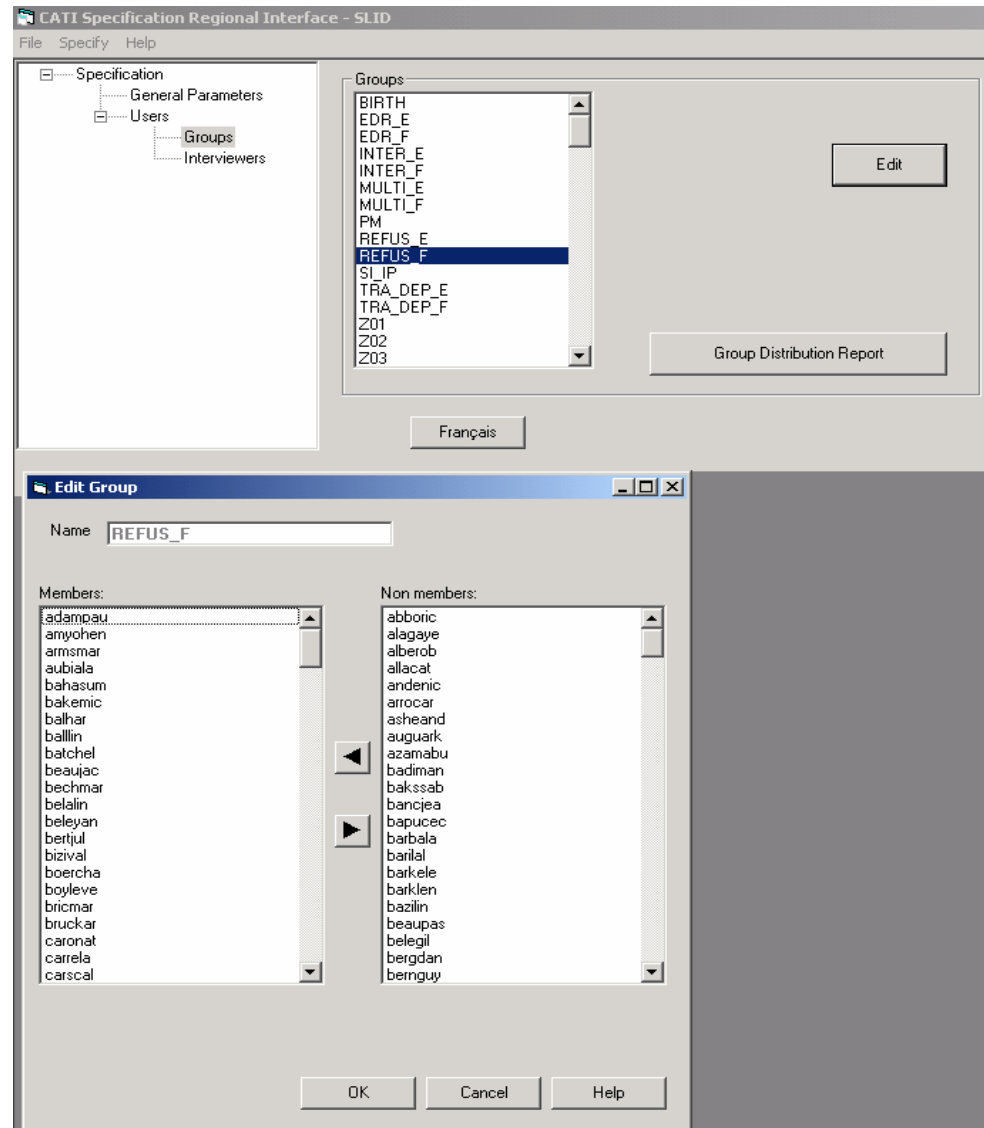 CATI Specification Regional Interface - SLID
File Specify Help
Specification
General Parameters
Users
Groups
Interviewers
Groups
BIRTH
EDR_E
EDR_F
INTER_E
INTER_F
MULTI_E
MULTI_F
PM
REFUS_E
REFUS_F
SI_IP
TRA_DEP_E
TRA_DEP_F
Z01
Z02
Z03
Edit
Group Distribution Report
Français
Edit Group
Name REFUS_F
Members:
adampau
amyohen
armsmar
aubiala
bahasum
bakemic
balhar
balllin
batchel
beaujac
bechmar
belalin
beleyan
bertjul
bizival
boercha
boyleve
bricmar
bruckar
caronat
carrela
carscal
Non members:
abboric
alagaye
alberob
allacat
andenic
arrocar
asheand
auguark
azamabu
badiman
bakssab
bancjea
bapucec
barbala
barilal
barkele
barklen
bazilin
beaupas
belegil
bergdan
bernguy
OK Cancel Help